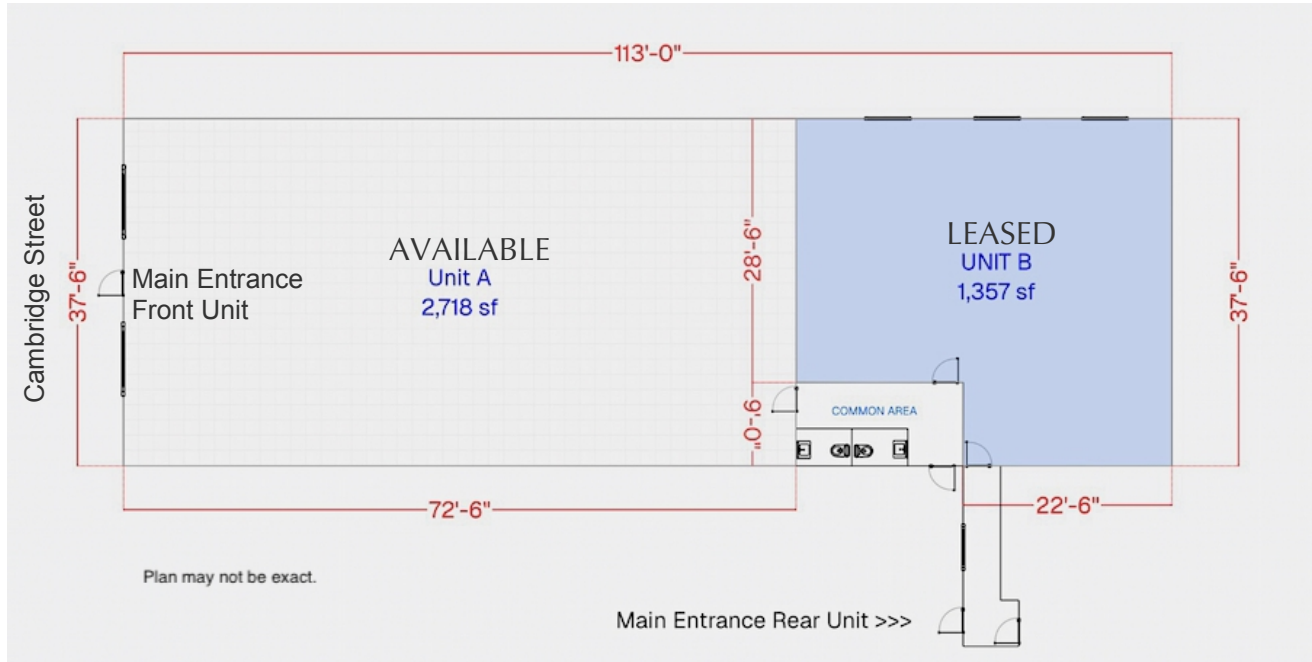 113'-0"
Cambridge Street
37'-6"
Main Entrance
Front Unit
AVAILABLE
Unit A
2,718 sf
28'-6"
9'-0"
LEASED
UNIT B
1,357 sf
37'-6"
COMMON AREA
72'-6"
22'-6"
Plan may not be exact.
Main Entrance Rear Unit >>>